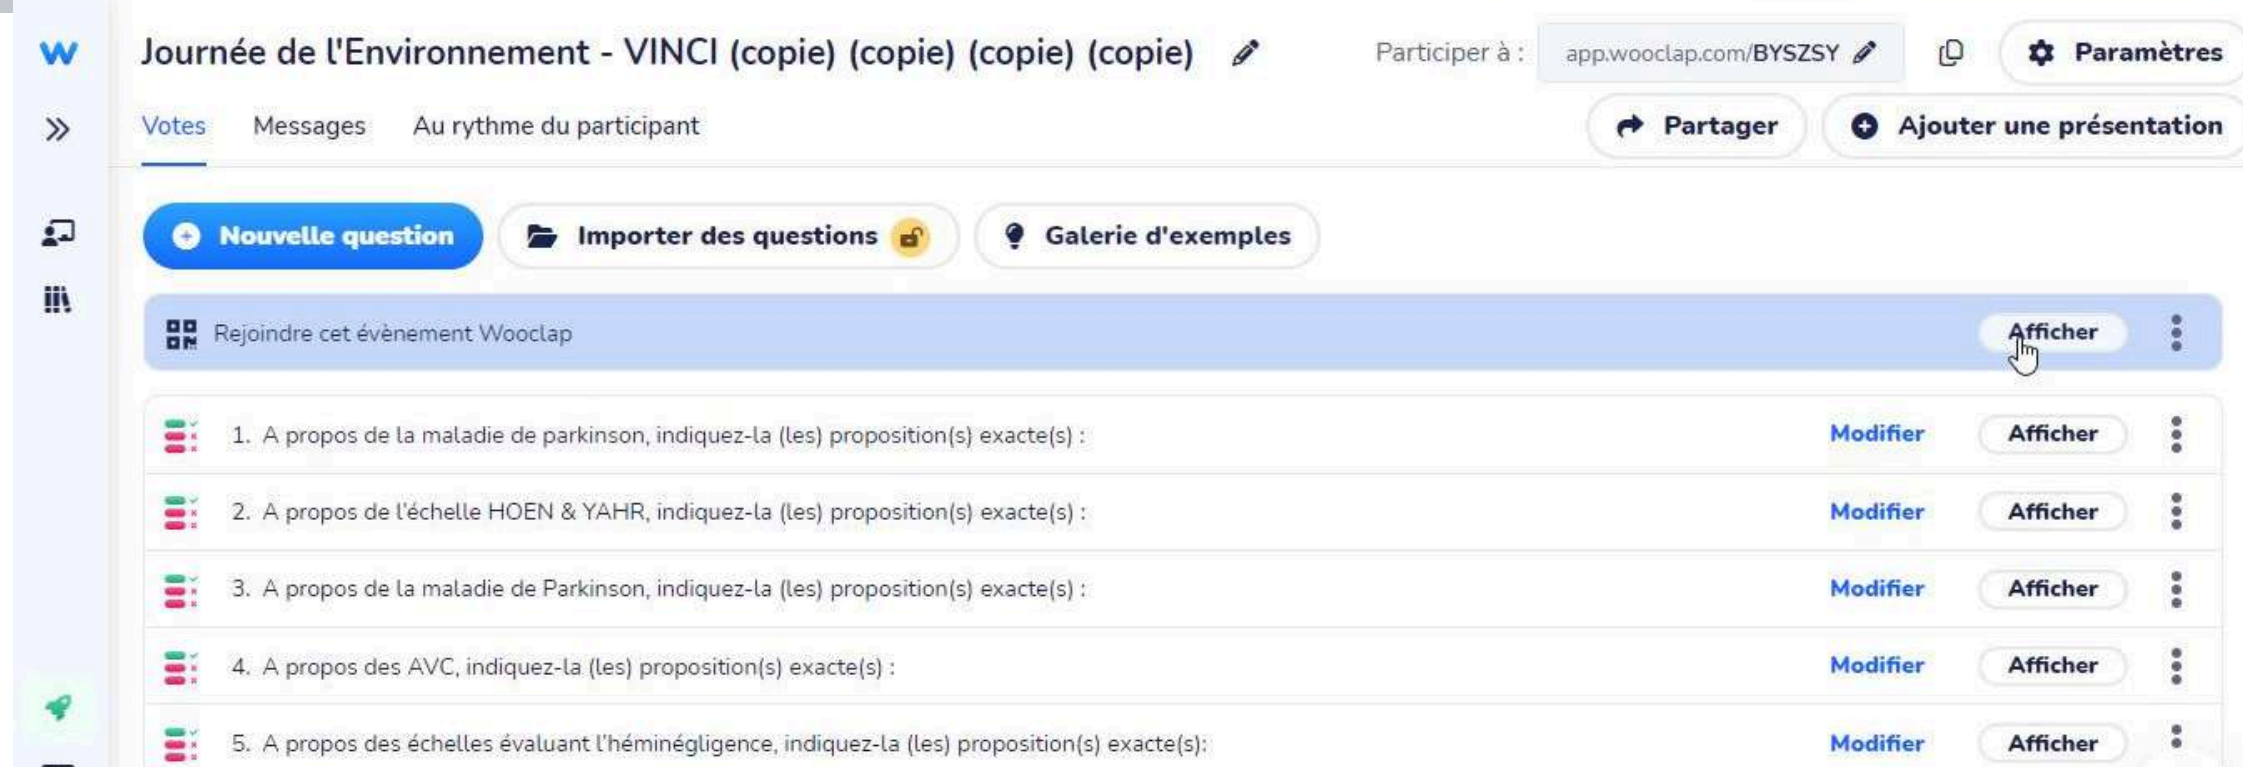 Journée de l'Environnement - VINCI (copie) (copie) (copie) (copie)
Participer à : app.wooclap.com/BYSZSY
Paramètres
Votes Messages Au rythme du participant
Partager
Ajouter une présentation
Nouvelle question
Importer des questions
Galerie d'exemples
Rejoindre cet évènement Wooclap Afficher
1. A propos de la maladie de parkinson, indiquez-la (les) proposition(s) exacte(s) : Modifier Afficher
2. A propos de l'échelle HOEN & YAHR, indiquez-la (les) proposition(s) exacte(s) : Modifier Afficher
3. A propos de la maladie de Parkinson, indiquez-la (les) proposition(s) exacte(s) : Modifier Afficher
4. A propos des AVC, indiquez-la (les) proposition(s) exacte(s) : Modifier Afficher
5. A propos des échelles évaluant l'héminégligence, indiquez-la (les) proposition(s) exacte(s): Modifier Afficher